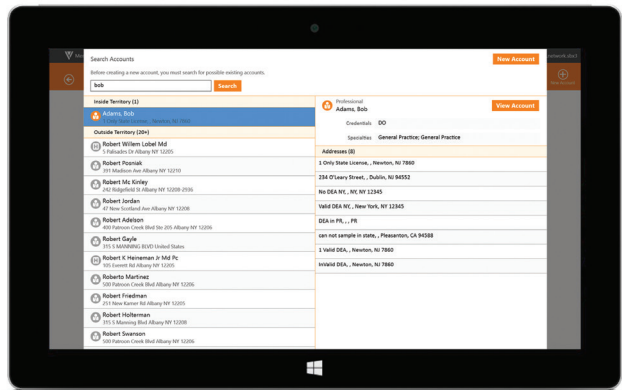 Search Accounts
New Account
Before creating a new account, you must search for possible existing accounts.
bob
Search
Inside Territory (1)
Adams, Bob
1 Only State License, , Newton, NJ 7860
Outside Territory (20+)
Robert Willem Lobel Md
5 Palisades Dr Albany NY 12205
Robert Posniak
391 Madison Ave Albany NY 12210
Robert Mc Kinley
242 Ridgefield St Albany NY 12208-2936
Robert Jordan
47 New Scotland Ave Albany NY 12208
Robert Adelson
400 Patroon Creek Blvd Ste 205 Albany NY 12206
Robert Gayle
315 S MANNING BLVD United States
Robert K Heineman Jr Md Pc
105 Everett Rd Albany NY 12205
Roberto Martinez
500 Patroon Creek Blvd Albany NY 12206
Robert Friedman
251 New Karner Rd Albany NY 12205
Robert Holterman
315 S Manning Blvd Albany NY 12208
Robert Swanson
500 Patroon Creek Blvd Albany NY 12206
Professional
Adams, Bob
View Account
Credentials DO
Specialties General Practice; General Practice
Addresses (8)
1 Only State License, , Newton, NJ 7860
234 O'Leary Street, , Dublin, NJ 94552
No DEA NY, , NY, NY 12345
Valid DEA NY, , New York, NY 12345
DEA in PR, , , PR
can not sample in state, , Pleasanton, CA 94588
1 Valid DEA, , Newton, NJ 7860
InValid DEA, , Newton, NJ 7860
New Account